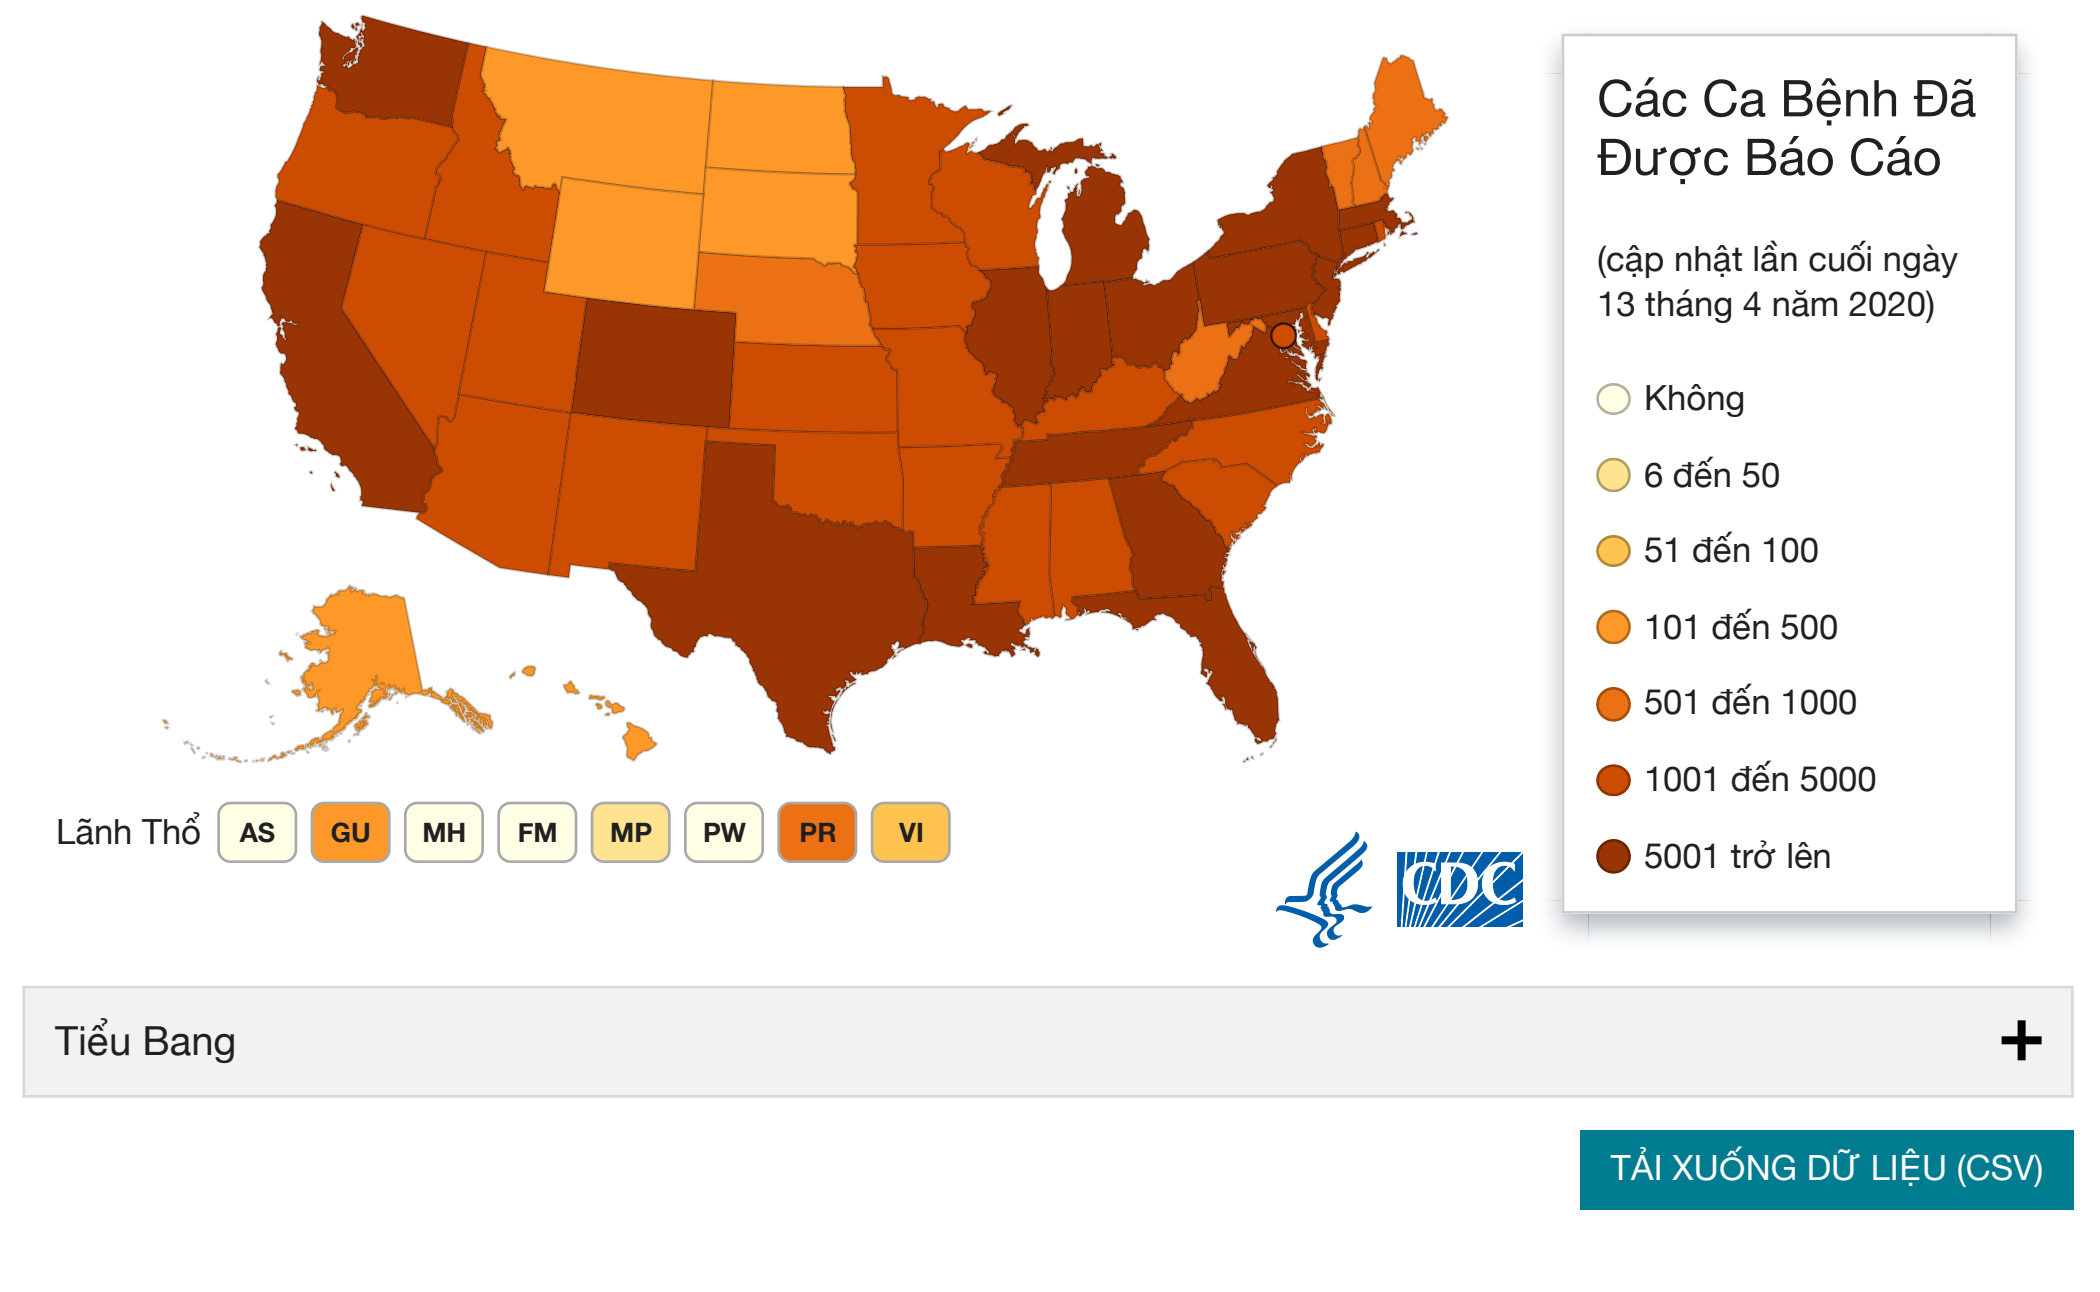 Các Ca Bệnh Đã
Được Báo Cáo
(cập nhật lần cuối ngày
13 tháng 4 năm 2020)
Không
6 đến 50
51 đến 100
101 đến 500
501 đến 1000
1001 đến 5000
5001 trở lên
Lãnh Thổ AS GU MH FM MP PW PR VI
CDC
Tiểu Bang
TẢI XUỐNG DỮ LIỆU (CSV)